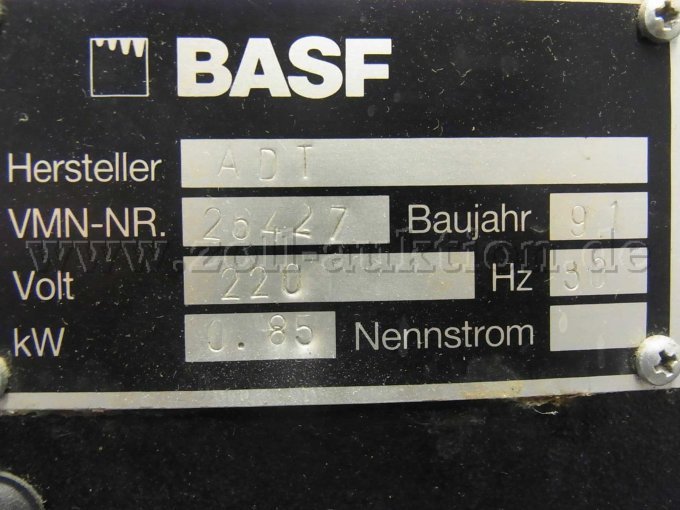 BASF
Hersteller ADT
VMN-NR. 26427 Baujahr 91
www.zoll-auktion.de
Volt 220 Hz
kW 0.85 Nennstrom